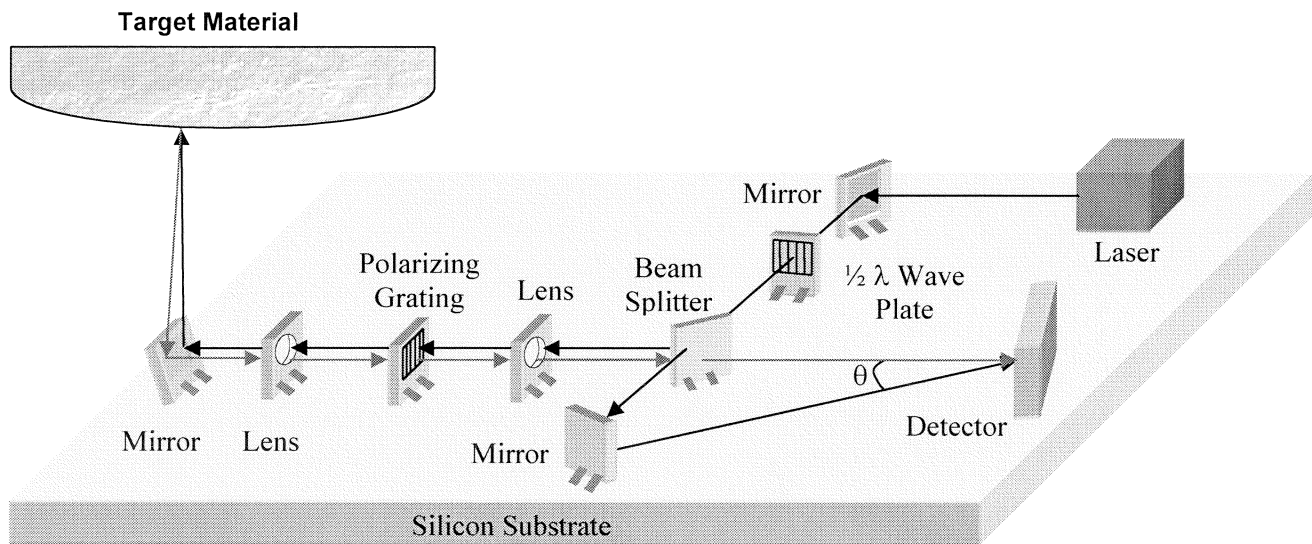 Target Material
Mirror
Laser
½ λ Wave
Plate
Beam
Splitter
Polarizing
Grating
Lens
θ
Detector
Mirror
Lens
Mirror
Silicon Substrate